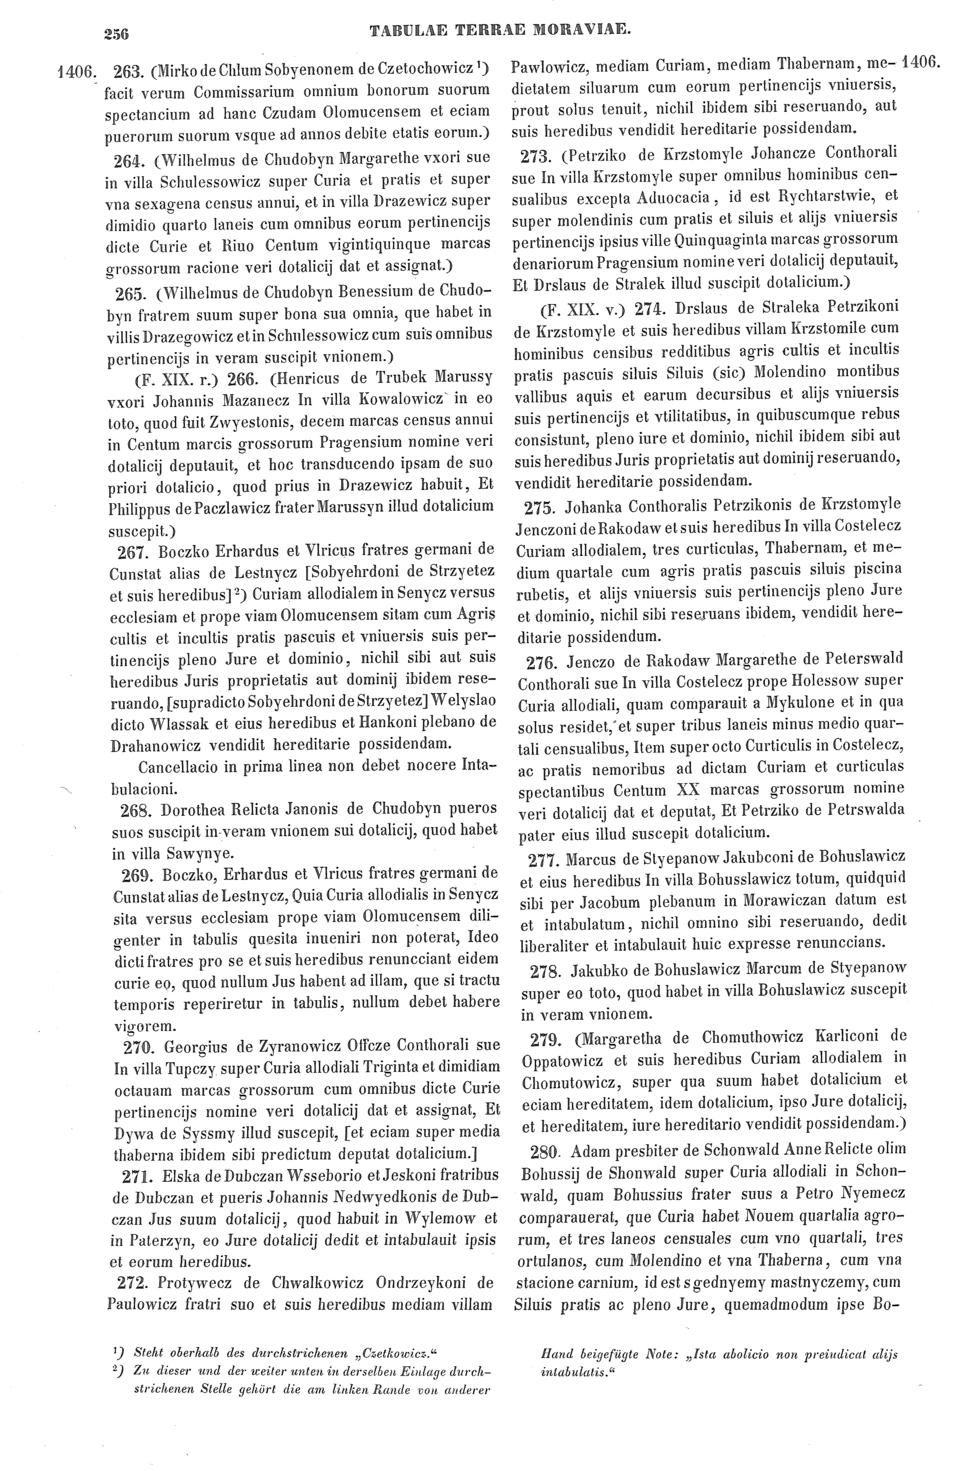 256
TABULAE TERRAE MORAVIAE.
1406. 263. (Mirko de Chlum Sobyenonem de Czetochowicz ¹)
facit verum Commissarium omnium bonorum suorum
spectancium ad hanc Czudam Olomucensem et eciam
puerorum suorum vsque ad annos debite etatis eorum.)
264. (Wilhelmus de Chudobyn Margarethe vxori sue
in villa Schulessowicz super Curia et pratis et super
vna sexagena census annui, et in villa Drazewicz super
dimidio quarto laneis cum omnibus eorum pertinencijs
dicte Curie et Riuo Centum vigintiquinque marcas
grossorum racione veri dotalicij dat et assignat.)
265. (Wilhelmus de Chudobyn Benessium de Chudo-
byn fratrem suum super bona sua omnia, que habet in
villis Drazegowicz et in Schulessowicz cum suis omnibus
pertinencijs in veram suscipit vnionem.)
(F. XIX. r.) 266. (Henricus de Trubek Marussy
vxori Johannis Mazanecz In villa Kowalowicz in eo
toto, quod fuit Zwyestonis, decem marcas census annui
in Centum marcis grossorum Pragensium nomine veri
dotalicij deputauit, et hoc transducendo ipsam de suo
priori dotalicio, quod prius in Drazewicz habuit, Et
Philippus de Paczlawicz frater Marussyn illud dotalicium
suscepit.)
267. Boczko Erhardus et Vlricus fratres germani de
Cunstat alias de Lestnycz [Sobyehrdoni de Strzyetez
et suis heredibus] ²) Curiam allodialem in Senycz versus
ecclesiam et prope viam Olomucensem sitam cum Agris
cultis et incultis pratis pascuis et vniuersis suis per-
tinencijs pleno Jure et dominio, nichil sibi aut suis
heredibus Juris proprietatis aut dominij ibidem rese-
ruando, [supradicto Sobyehrdoni de Strzyetez] Welyslao
dicto Wlassak et eius heredibus et Hankoni plebano de
Drahanowicz vendidit hereditarie possidendam.
Cancellacio in prima linea non debet nocere Inta-
bulacioni.
268. Dorothea Relicta Janonis de Chudobyn pueros
suos suscipit in veram vnionem sui dotalicij, quod habet
in villa Sawynye.
269. Boczko, Erhardus et Vlricus fratres germani de
Cunstat alias de Lestnycz, Quia Curia allodialis in Senycz
sita versus ecclesiam prope viam Olomucensem dili-
genter in tabulis quesita inueniri non poterat, Ideo
dicti fratres pro se et suis heredibus renuncciant eidem
curie eo, quod nullum Jus habent ad illam, que si tractu
temporis reperiretur in tabulis, nullum debet habere
vigorem.
270. Georgius de Zyranowicz Offcze Conthorali sue
In villa Tupczy super Curia allodiali Triginta et dimidiam
octauam marcas grossorum cum omnibus dicte Curie
pertinencijs nomine veri dotalicij dat et assignat, Et
Dywa de Syssmy illud suscepit, [et eciam super media
thaberna ibidem sibi predictum deputat dotalicium.]
271. Elska de Dubczan Wsseborio et Jeskoni fratribus
de Dubczan et pueris Johannis Nedwyedkonis de Dub-
czan Jus suum dotalicij, quod habuit in Wylemow et
in Paterzyn, eo Jure dotalicij dedit et intabulauit ipsis
et eorum heredibus.
272. Protywecz de Chwalkowicz Ondrzeykoni de
Paulowicz fratri suo et suis heredibus mediam villam
Pawlowicz, mediam Curiam, mediam Thabernam, me- 1406.
dietatem siluarum cum eorum pertinencijs vniuersis,
prout solus tenuit, nichil ibidem sibi reseruando, aut
suis heredibus vendidit hereditarie possidendam.
273. (Petrziko de Krzstomyle Johancze Conthorali
sue In villa Krzstomyle super omnibus hominibus cen-
sualibus excepta Aduocacia, id est Rychtarstwie, et
super molendinis cum pratis et siluis et alijs vniuersis
pertinencijs ipsius ville Quinquaginta marcas grossorum
denariorum Pragensium nomine veri dotalicij deputauit,
Et Drslaus de Stralek illud suscipit dotalicium.)
(F. XIX. v.) 274. Drslaus de Straleka Petrzikoni
de Krzstomyle et suis heredibus villam Krzstomile cum
hominibus censibus redditibus agris cultis et incultis
pratis pascuis siluis Siluis (sic) Molendino montibus
vallibus aquis et earum decursibus et alijs vniuersis
suis pertinencijs et vtilitatibus, in quibuscumque rebus
consistunt, pleno iure et dominio, nichil ibidem sibi aut
suis heredibus Juris proprietatis aut dominij reseruando,
vendidit hereditarie possidendam.
275. Johanka Conthoralis Petrzikonis de Krzstomyle
Jenczoni de Rakodaw et suis heredibus In villa Costelecz
Curiam allodialem, tres curticulas, Thabernam, et me-
dium quartale cum agris pratis pascuis siluis piscina
rubetis, et alijs vniuersis suis pertinencijs pleno Jure
et dominio, nichil sibi reseruans ibidem, vendidit here-
ditarie possidendum.
276. Jenczo de Rakodaw Margarethe de Peterswald
Conthorali sue In villa Costelecz prope Holessow super
Curia allodiali, quam comparauit a Mykulone et in qua
solus residet, et super tribus laneis minus medio quar-
tali censualibus, Item super octo Curticulis in Costelecz,
ac pratis nemoribus ad dictam Curiam et curticulas
spectantibus Centum XX marcas grossorum nomine
veri dotalicij dat et deputat, Et Petrziko de Petrswalda
pater eius illud suscepit dotalicium.
277. Marcus de Styepanow Jakubconi de Bohuslawicz
et eius heredibus In villa Bohusslawicz totum, quidquid
sibi per Jacobum plebanum in Morawiczan datum est
et intabulatum, nichil omnino sibi reseruando, dedit
liberaliter et intabulauit huic expresse renunccians.
278. Jakubko de Bohuslawicz Marcum de Styepanow
super eo toto, quod habet in villa Bohuslawicz suscepit
in veram vnionem.
279. (Margaretha de Chomuthowicz Karliconi de
Oppatowicz et suis heredibus Curiam allodialem in
Chomutowicz, super qua suum habet dotalicium et
eciam hereditatem, idem dotalicium, ipso Jure dotalicij,
et hereditatem, iure hereditario vendidit possidendam.)
280. Adam presbiter de Schonwald Anne Relicte olim
Bohussij de Shonwald super Curia allodiali in Schon-
wald, quam Bohussius frater suus a Petro Nyemecz
comparauerat, que Curia habet Nouem quartalia agro-
rum, et tres laneos censuales cum vno quartali, tres
ortulanos, cum Molendino et vna Thaberna, cum vna
stacione carnium, id est s gednyemy mastnyczemy, cum
Siluis pratis ac pleno Jure, quemadmodum ipse Bo-
¹) Steht oberhalb des durchstrichenen „Czetkowicz.“
²) Zu dieser und der weiter unten in derselben Einlage durch-
strichenen Stelle gehört die am linken Rande von anderer
Hand beigefügte Note: „Ista abolicio non preiudicat alijs
intabulatis.“